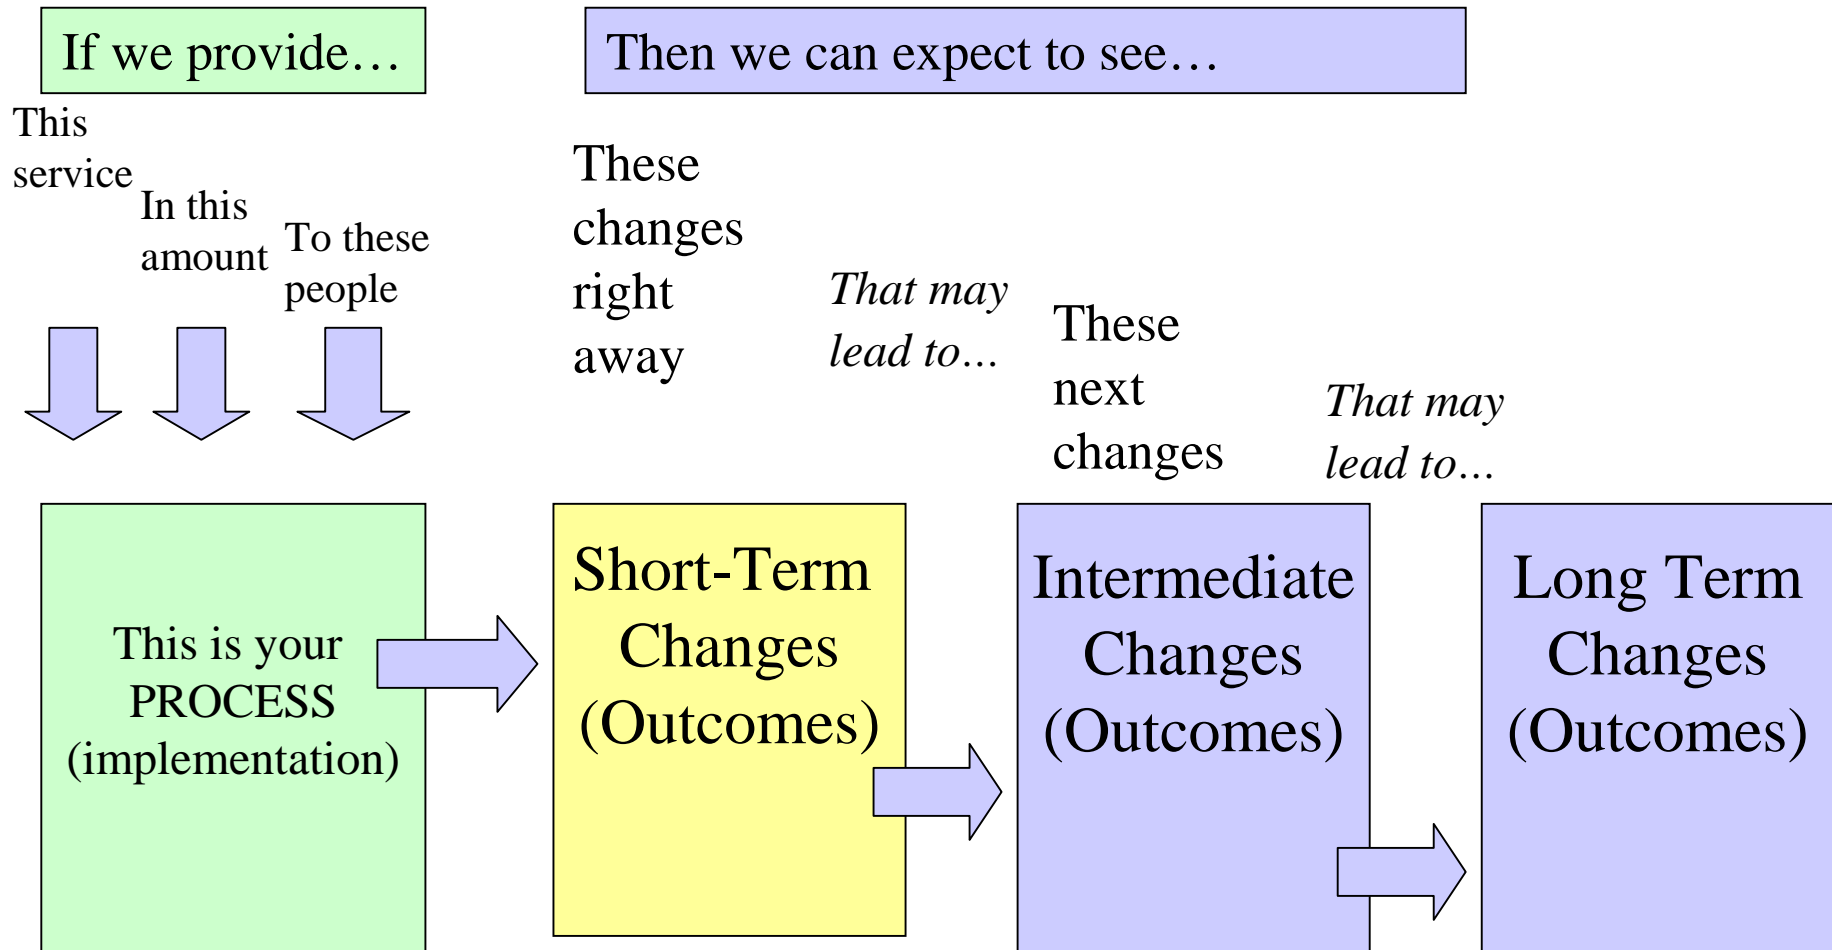 If we provide…
Then we can expect to see…
This
service
In this
amount
To these
people
These
changes
right
away
That may
lead to…
These
next
changes
That may
lead to…
This is your
PROCESS
(implementation)
Short-Term
Changes
(Outcomes)
Intermediate
Changes
(Outcomes)
Long Term
Changes
(Outcomes)